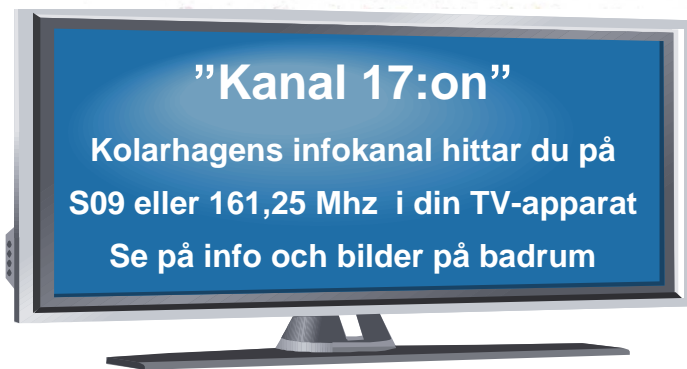 ”Kanal 17:on”
Kolarhagens infokanal hittar du på
S09 eller 161,25 Mhz i din TV-apparat
Se på info och bilder på badrum